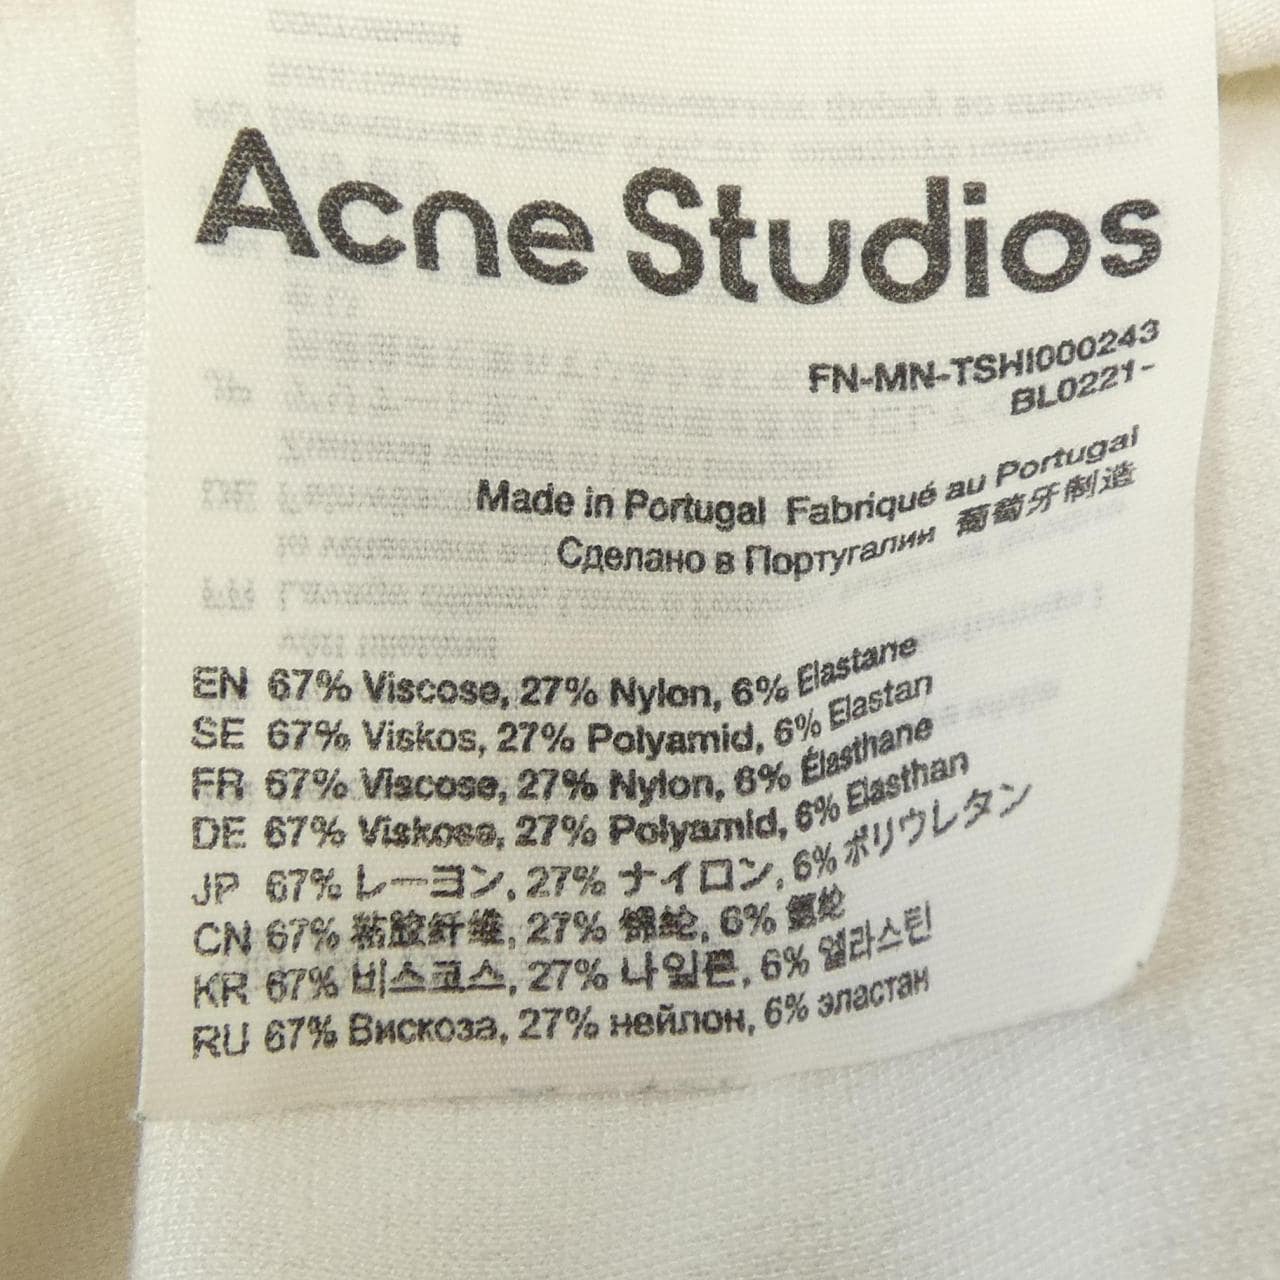 Acne Studios
FN-MN-TSHI000243
BL0221-
Made in Portugal Fabriqué au Portugal
Сделано в Португалии 葡萄牙制造
EN 67% Viscose, 27% Nylon, 6% Elastane
SE 67% Viskos, 27% Polyamid, 6% Elastan
FR 67% Viscose, 27% Nylon, 6% Élasthane
DE 67% Viskose, 27% Polyamid, 6% Elasthan
JP 67% レーヨン, 27% ナイロン, 6% ポリウレタン
CN 67% 粘胶纤维, 27% 锦纶, 6% 氨纶
KR 67% 비스코스, 27% 나일론, 6% 엘라스틴
RU 67% Вискоза, 27% нейлон, 6% эластан